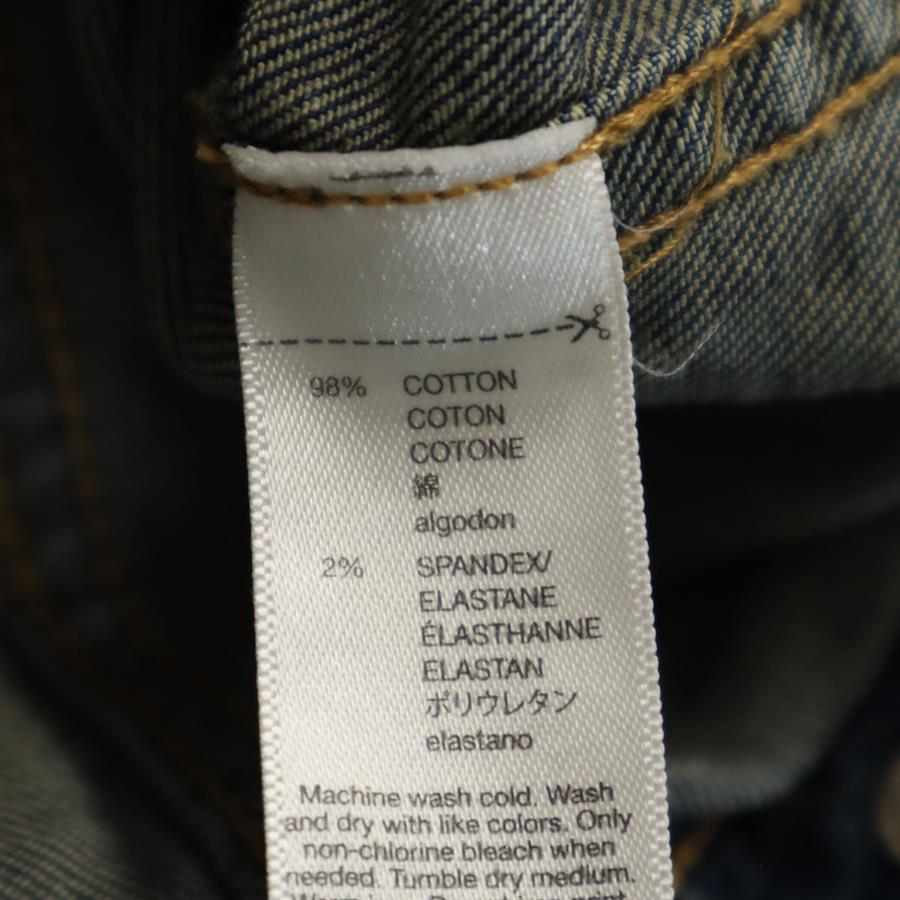 98% COTTON
COTON
COTONE
綿
algodon
2% SPANDEX/
ELASTANE
ÉLASTHANNE
ELASTAN
ポリウレタン
elastano
Machine wash cold. Wash
and dry with like colors. Only
non-chlorine bleach when
needed. Tumble dry medium.